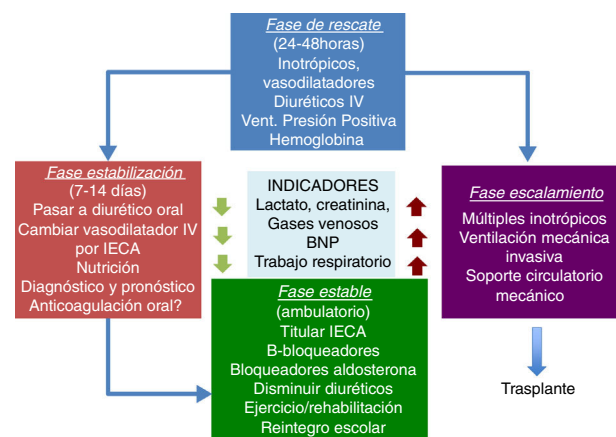 Fase de rescate
(24-48horas)
Inotrópicos,
vasodilatadores
Diuréticos IV
Vent. Presión Positiva
Hemoglobina
Fase estabilización
(7-14 días)
Pasar a diurético oral
Cambiar vasodilatador IV
por IECA
Nutrición
Diagnóstico y pronóstico
Anticoagulación oral?
INDICADORES
Lactato, creatinina,
Gases venosos
BNP
Trabajo respiratorio
Fase escalamiento
Múltiples inotrópicos
Ventilación mecánica
invasiva
Soporte circulatorio
mecánico
Fase estable
(ambulatorio)
Titular IECA
B-bloqueadores
Bloqueadores aldosterona
Disminuir diuréticos
Ejercicio/rehabilitación
Reintegro escolar
Trasplante